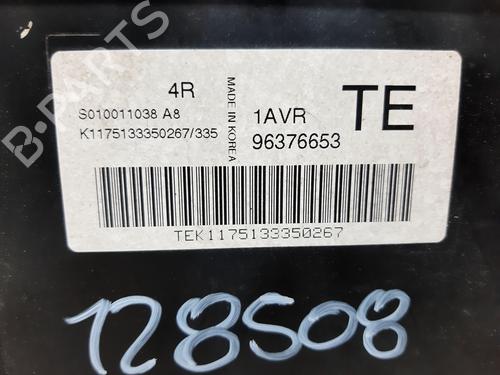 4R
S010011038 A8
K1175133350267/335
MADE IN KOREA
1AVR
96376653
TE
TEK1175133350267
128508
B-PARTS